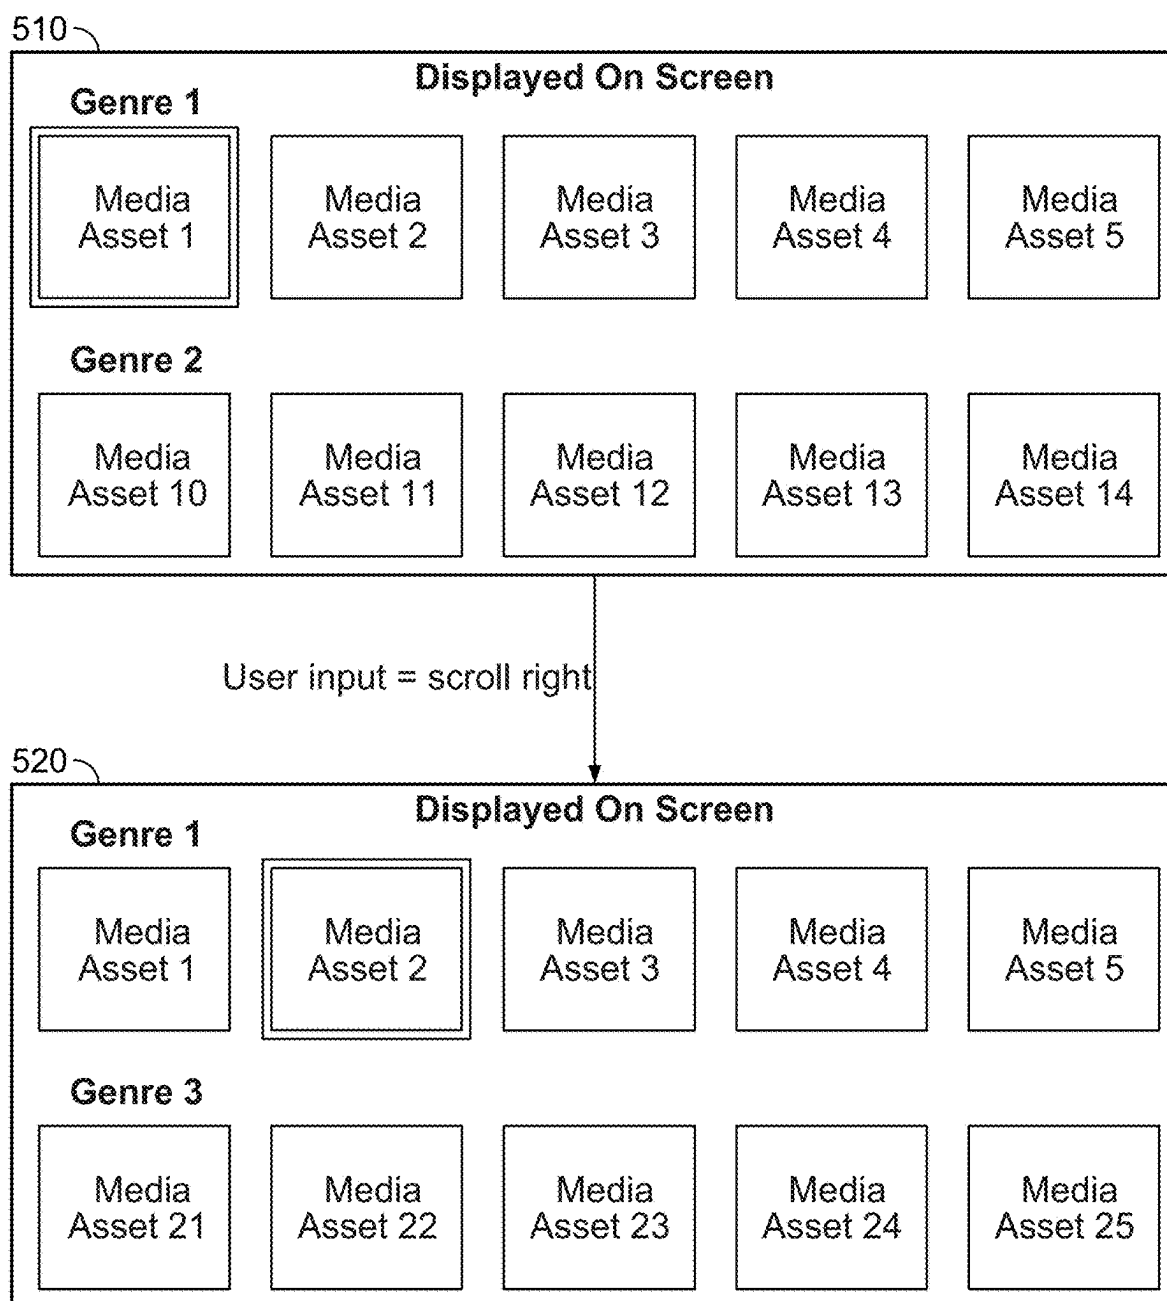 510
Displayed On Screen
Genre 1
Media Asset 1
Media Asset 2
Media Asset 3
Media Asset 4
Media Asset 5
Genre 2
Media Asset 10
Media Asset 11
Media Asset 12
Media Asset 13
Media Asset 14
User input = scroll right
520
Displayed On Screen
Genre 1
Media Asset 1
Media Asset 2
Media Asset 3
Media Asset 4
Media Asset 5
Genre 3
Media Asset 21
Media Asset 22
Media Asset 23
Media Asset 24
Media Asset 25